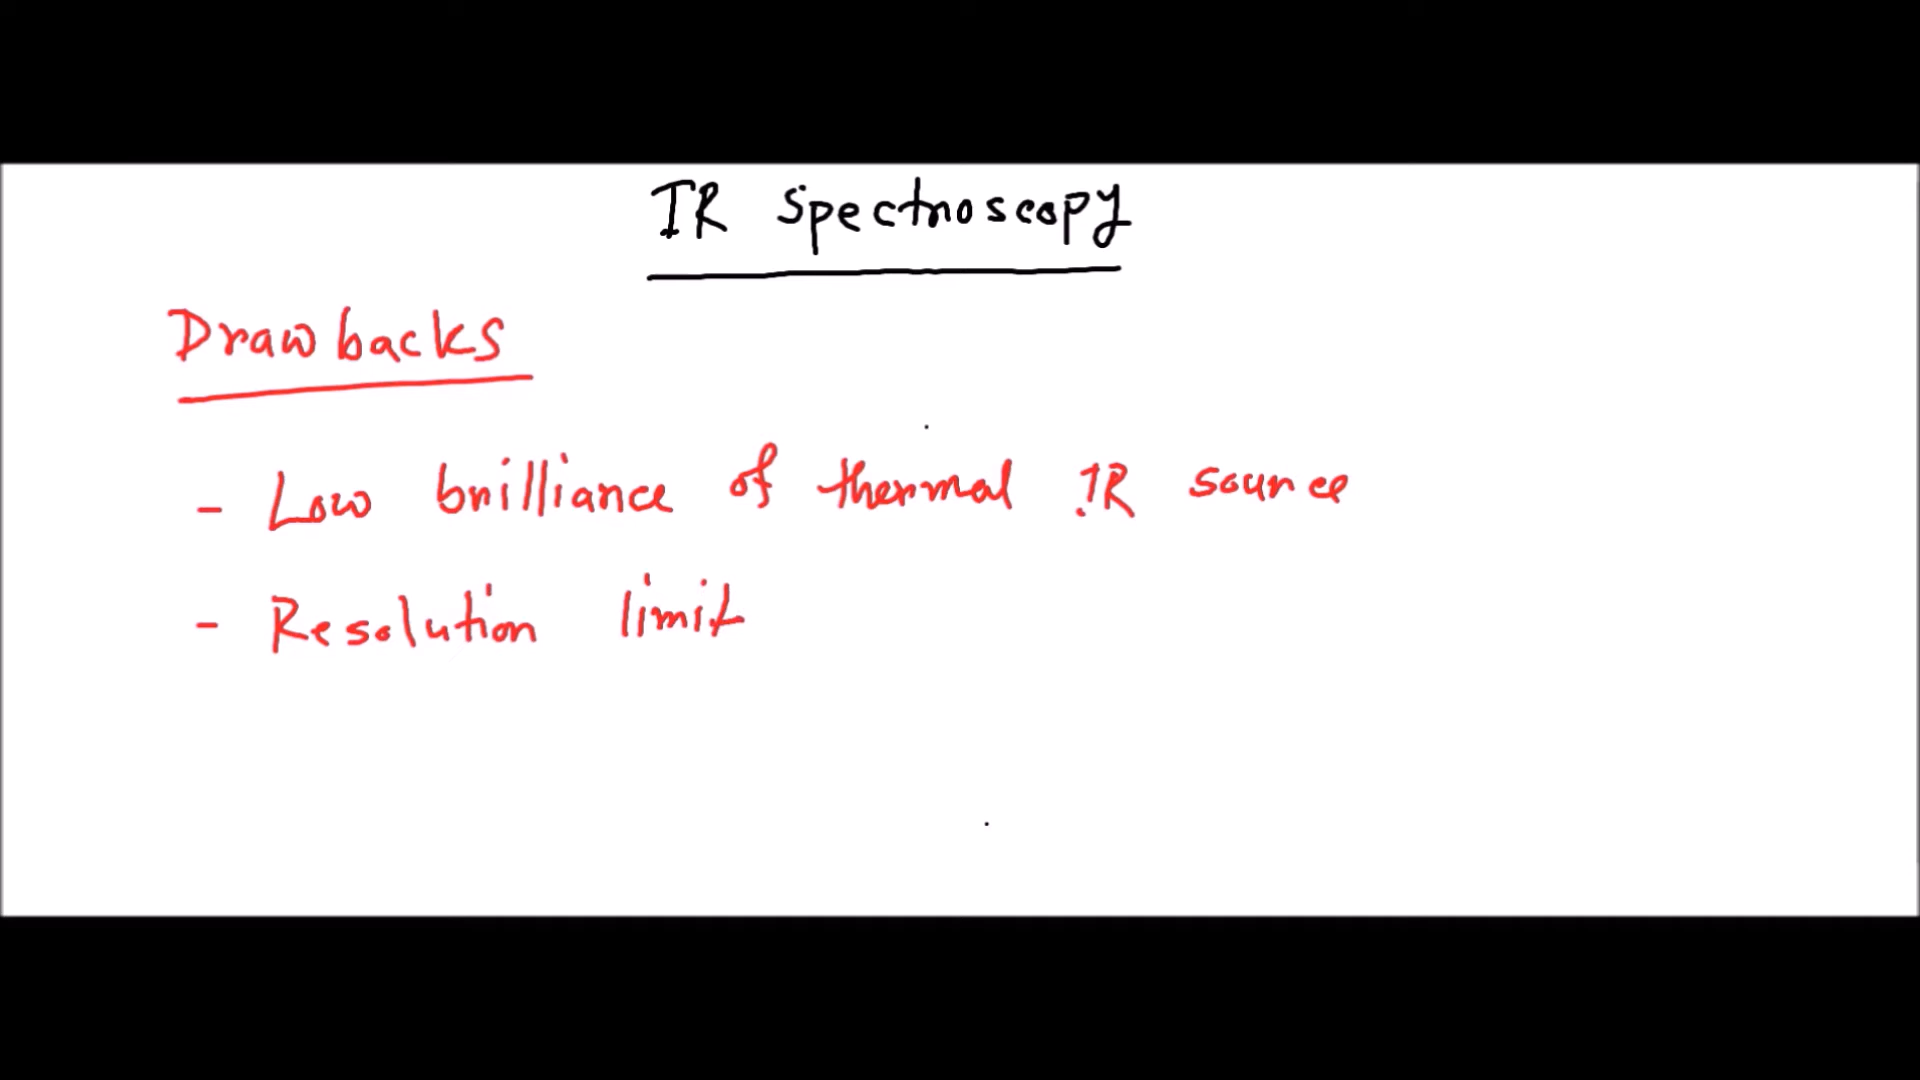 IR spectroscopy
Drawbacks
- Low brilliance of thermal IR source
- Resolution limit